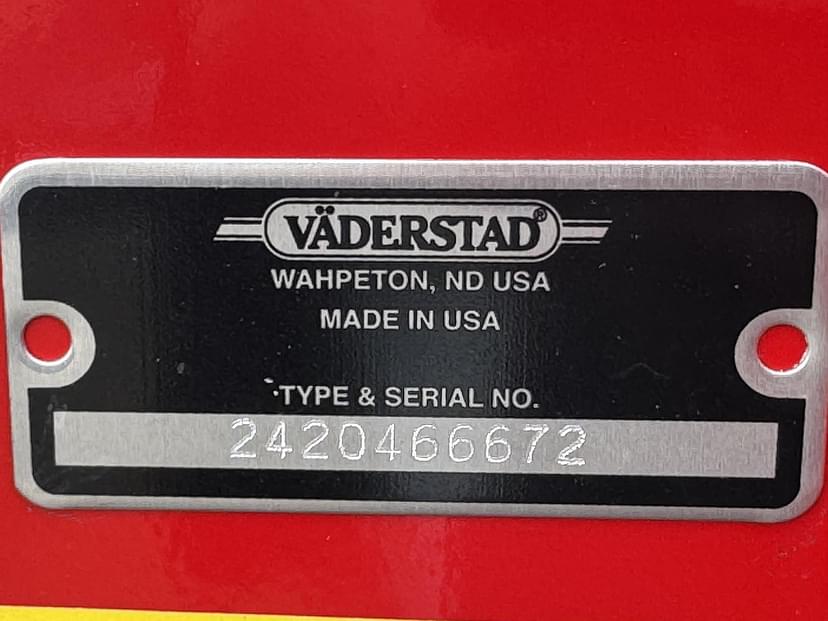 VÄDERSTAD®
WAHPETON, ND USA
MADE IN USA
TYPE & SERIAL NO.
2420466672